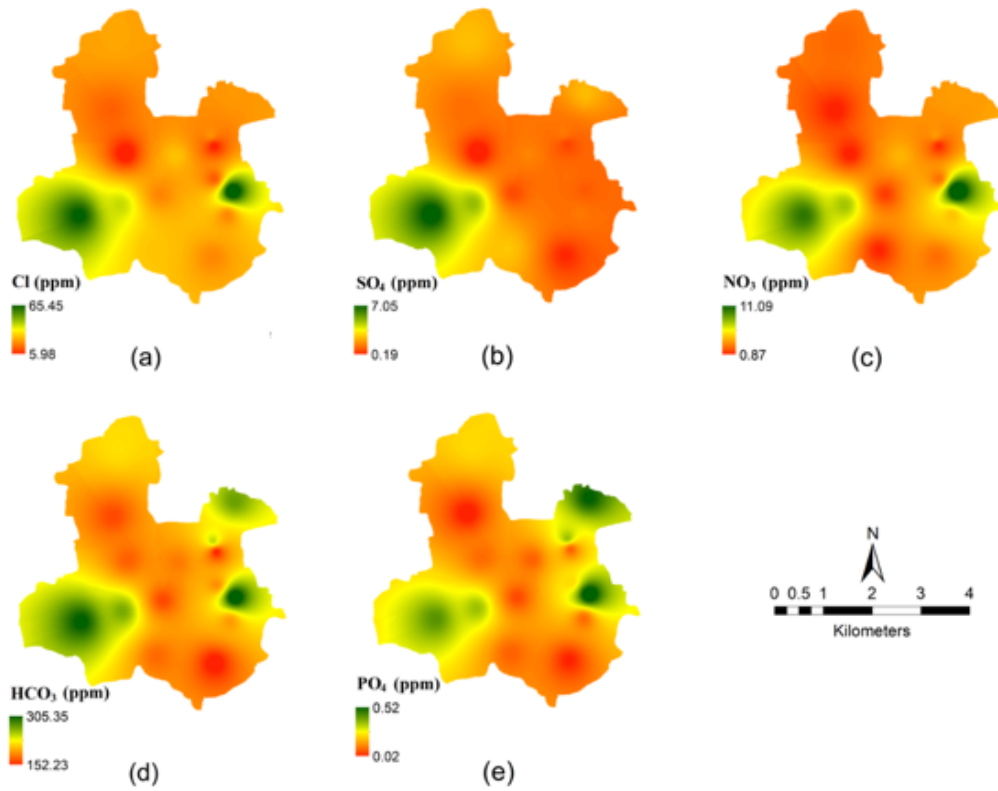 Cl (ppm)
65.45
5.98
(a)
SO₄ (ppm)
7.05
0.19
(b)
NO₃ (ppm)
11.09
0.87
(c)
HCO₃ (ppm)
305.35
152.23
(d)
PO₄ (ppm)
0.52
0.02
(e)
N
0 0.5 1 2 3 4
Kilometers